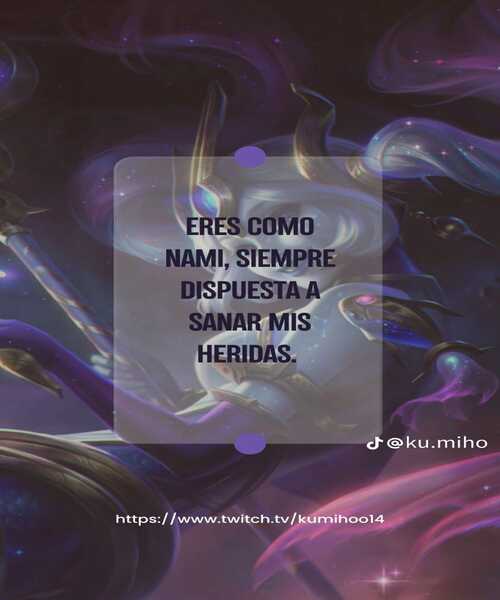 ERES COMO
NAMI, SIEMPRE
DISPUESTA A
SANAR MIS
HERIDAS.
@ku.miho
https://www.twitch.tv/kumihoo14